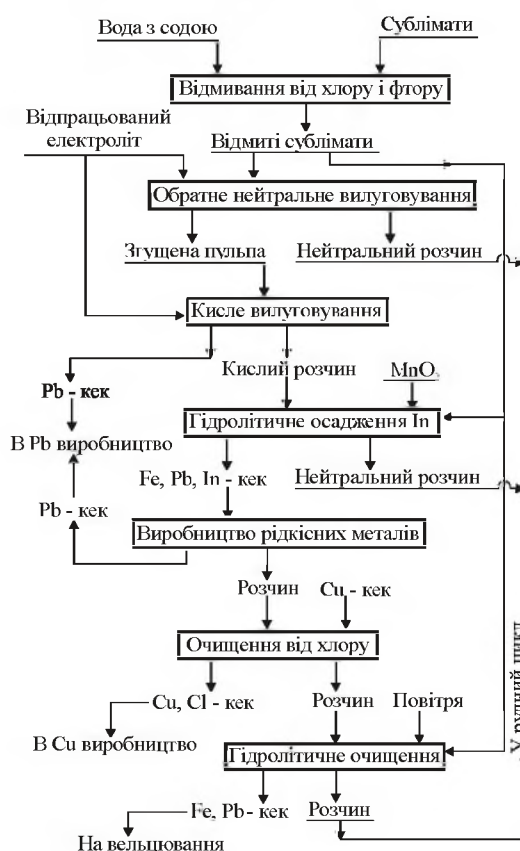 Вода з содою
Сублімати
Відмивання від хлору і фтору
Відпрацьований
електроліт
Відмиті сублімати
Обратне нейтральне вилуговування
Згущена пульпа
Нейтральний розчин
Кисле вилуговування
Кислий розчин
MnO
Pb - кек
Гідролітичне осадження In
В Pb виробництво
Fe, Pb, In - кек
Нейтральний розчин
Pb - кек
Виробництво рідкісних металів
Розчин
Cu - кек
Очищення від хлору
Cu, Cl - кек
Розчин
Повітря
В Cu виробництво
Гідролітичне очищення
У рудний цикл
Fe, Pb - кек
Розчин
На вельцювання